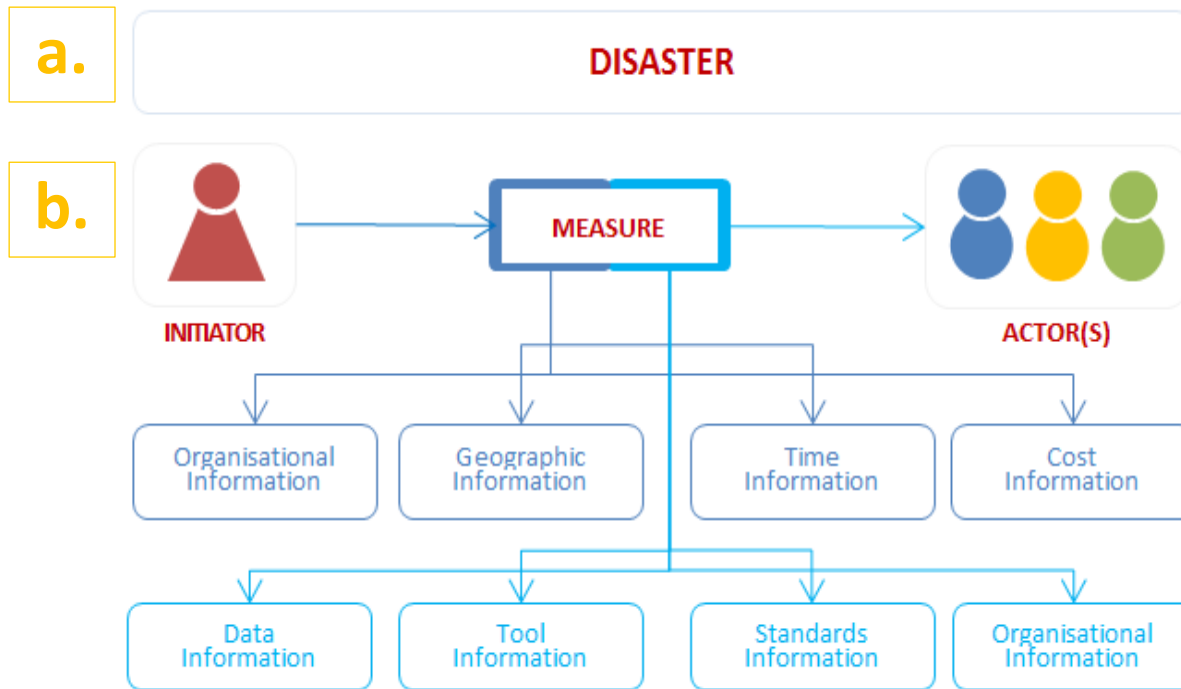 a.
DISASTER
b.
MEASURE
INITIATOR
ACTOR(S)
Organisational
Information
Geographic
Information
Time
Information
Cost
Information
Data
Information
Tool
Information
Standards
Information
Organisational
Information